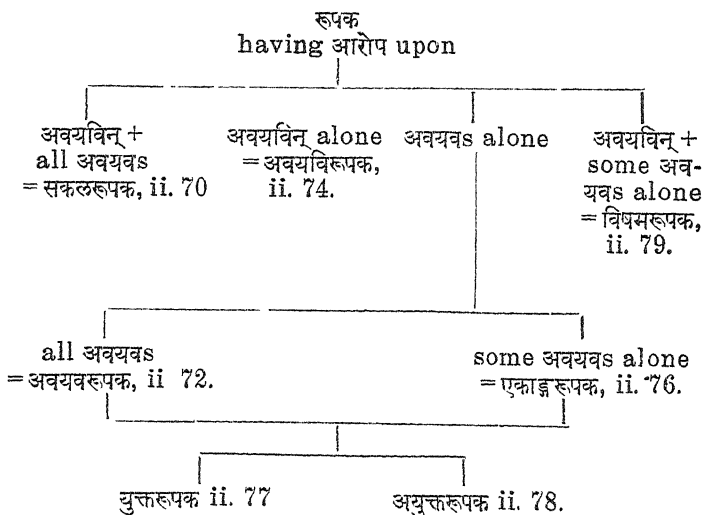 रूपक
having आरोप upon
अवयविन् +
all अवयवs
=सकलरूपक, ii. 70
अवयविन् alone
=अवयविरूपक,
ii. 74.
अवयवs alone
अवयविन् +
some अव-
यवs alone
=विषमरूपक,
ii. 79.
all अवयवs
=अवयवरूपक, ii 72.
some अवयवs alone
=एकाङ्गरूपक, ii. 76.
युक्तरूपक ii. 77
अयुक्तरूपक ii. 78.